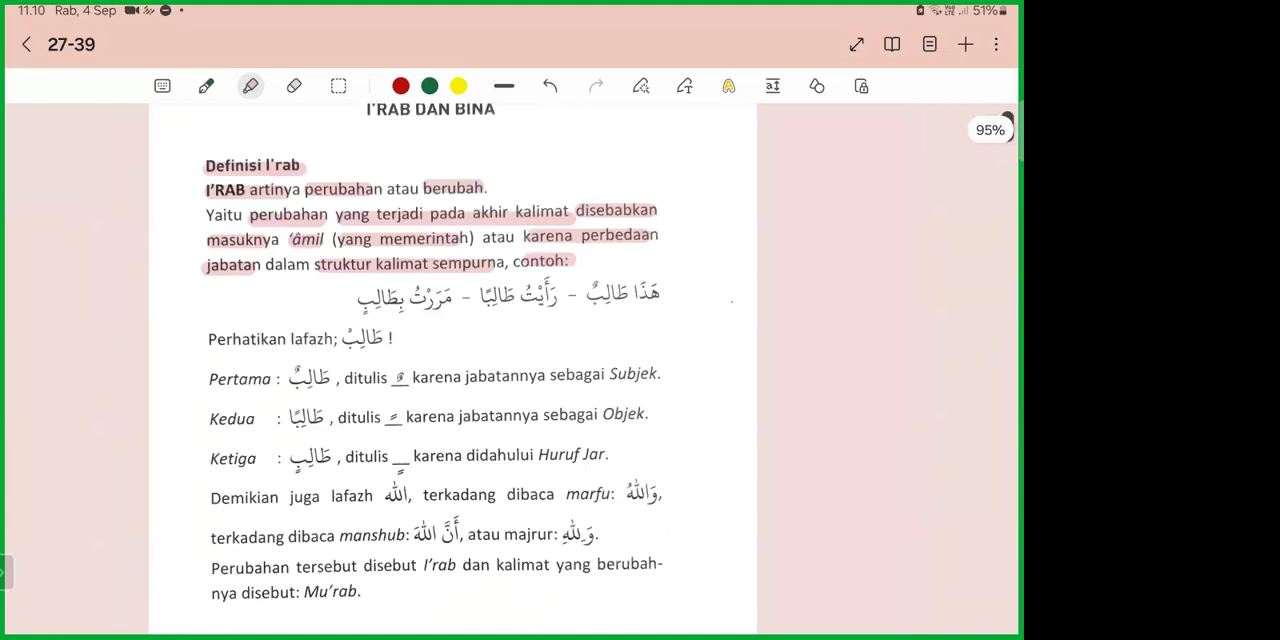 11.10 Rab, 4 Sep
51%
27-39
I'RAB DAN BINA
95%
Definisi I'rab
I'RAB artinya perubahan atau berubah.
Yaitu perubahan yang terjadi pada akhir kalimat disebabkan
masuknya 'âmil (yang memerintah) atau karena perbedaan
jabatan dalam struktur kalimat sempurna, contoh:
هَذَا طَالِبٌ – رَأَيْتُ طَالِبًا – مَرَرْتُ بِطَالِبٍ
Perhatikan lafazh; طَالِبْ !
Pertama : طَالِبٌ , ditulis ـٌ karena jabatannya sebagai Subjek.
Kedua : طَالِبًا , ditulis ـً karena jabatannya sebagai Objek.
Ketiga : طَالِبٍ , ditulis ـٍ karena didahului Huruf Jar.
Demikian juga lafazh الله, terkadang dibaca marfu: وَاللهُ,
terkadang dibaca manshub: أَنَّ اللهَ, atau majrur: وَلِلّٰهِ.
Perubahan tersebut disebut I'rab dan kalimat yang berubah-
nya disebut: Mu'rab.